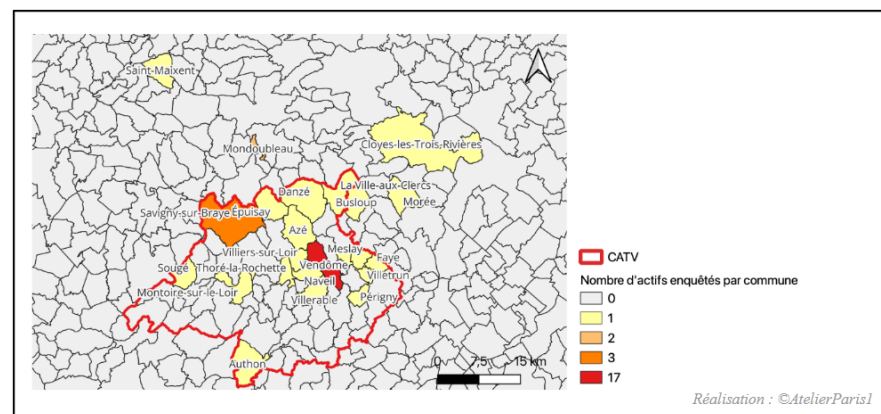 Saint-Maixent
Cloyes-les-Trois-Rivières
Mondoubleau
Danzé
La Ville-aux-Clercs
Savigny-sur-Braye
Épuisay
Busloup
Morée
Azé
Villiers-sur-Loir
Meslay
Faye
Sougé
Thoré-la-Rochette
Vendôme
Villetrun
Montoire-sur-le-Loir
Naveil
Villerable
Périgny
Authon
0 7,5 15 km
CATV
Nombre d'actifs enquêtés par commune
0
1
2
3
17
Réalisation : ©AtelierParis1